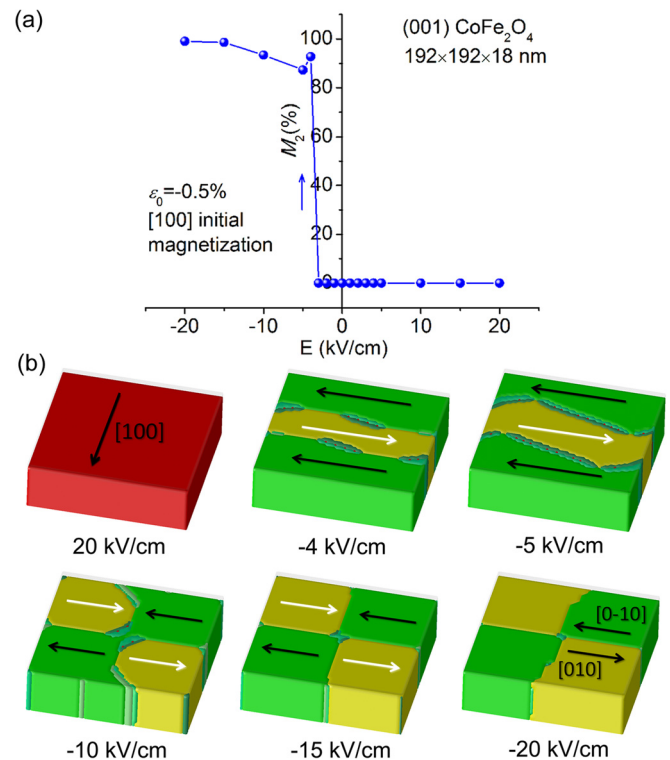 (a)
(001) CoFe₂O₄
192×192×18 nm
100
80
60
40
20
0
M₂(%)
ε₀=-0.5%
[100] initial
magnetization
-20 -10 0 10 20
E (kV/cm)
(b)
[100]
20 kV/cm
-4 kV/cm
-5 kV/cm
[0-10]
[010]
-10 kV/cm
-15 kV/cm
-20 kV/cm